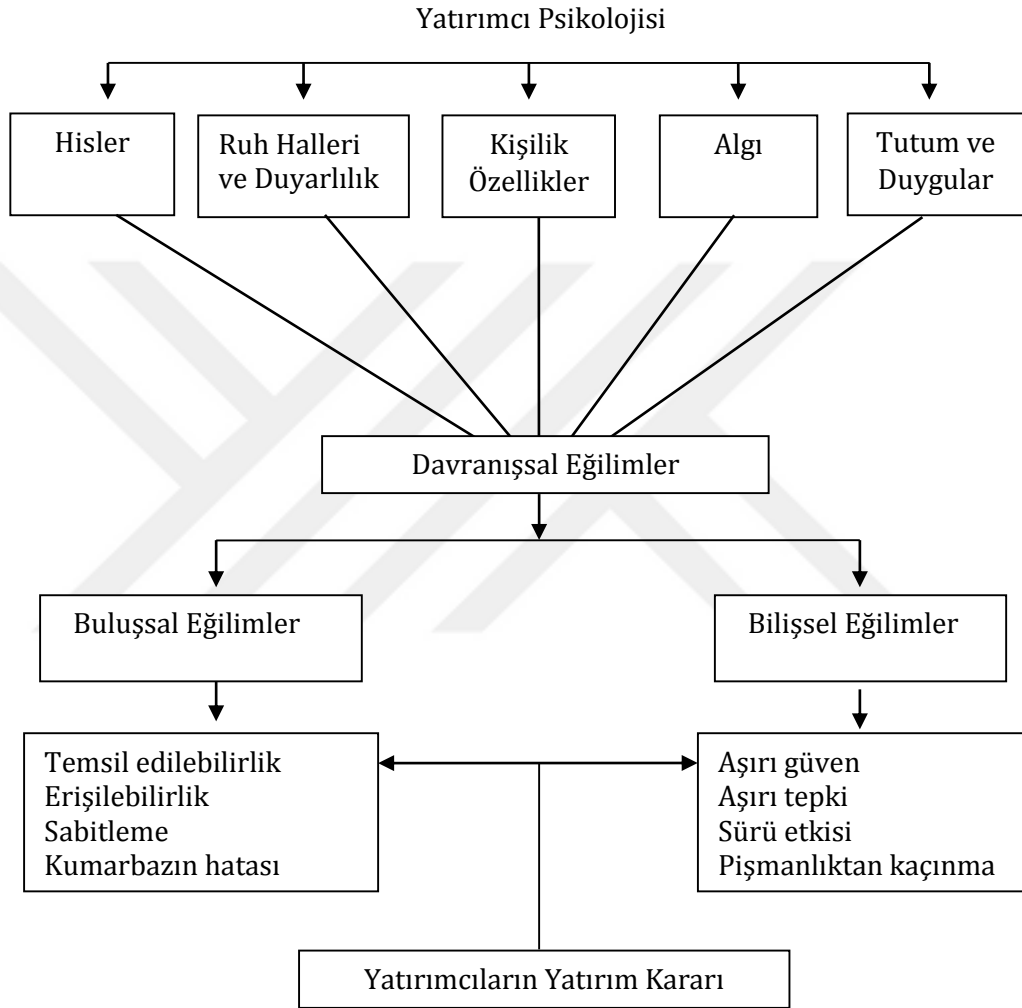 Yatırımcı Psikolojisi
Hisler
Ruh Halleri
ve Duyarlılık
Kişilik
Özellikler
Algı
Tutum ve
Duygular
Davranışsal Eğilimler
Buluşsal Eğilimler
Bilişsel Eğilimler
Temsil edilebilirlik
Erişilebilirlik
Sabitleme
Kumarbazın hatası
Aşırı güven
Aşırı tepki
Sürü etkisi
Pişmanlıktan kaçınma
Yatırımcıların Yatırım Kararı